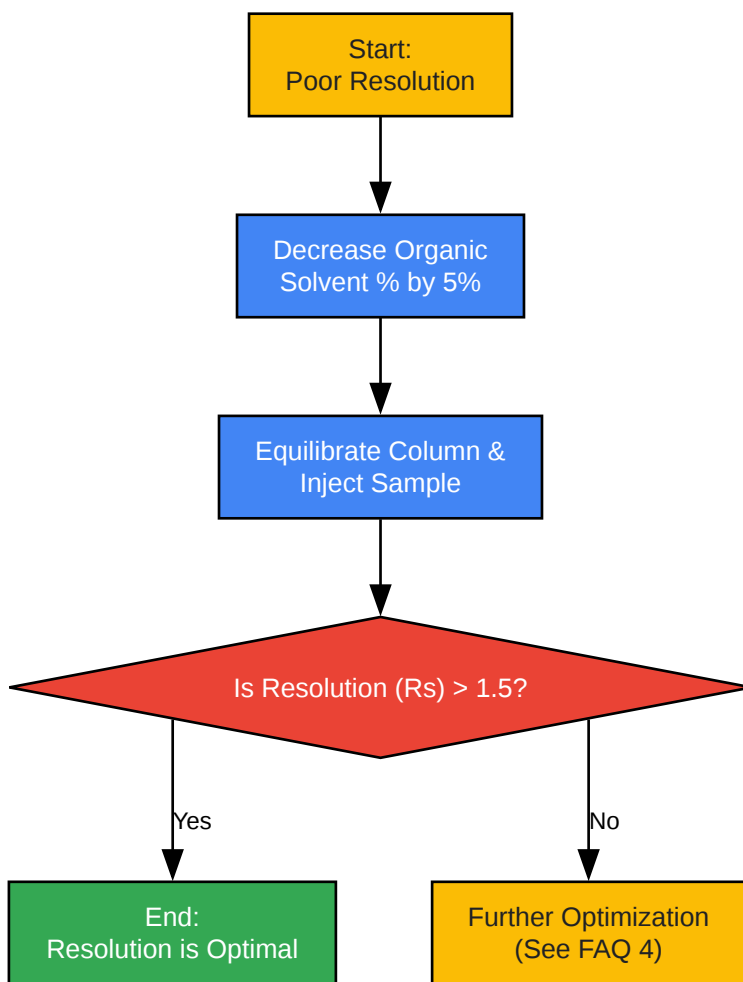 Start:
Poor Resolution
Decrease Organic
Solvent % by 5%
Equilibrate Column &
Inject Sample
Is Resolution (Rs) > 1.5?
Yes
No
End:
Resolution is Optimal
Further Optimization
(See FAQ 4)